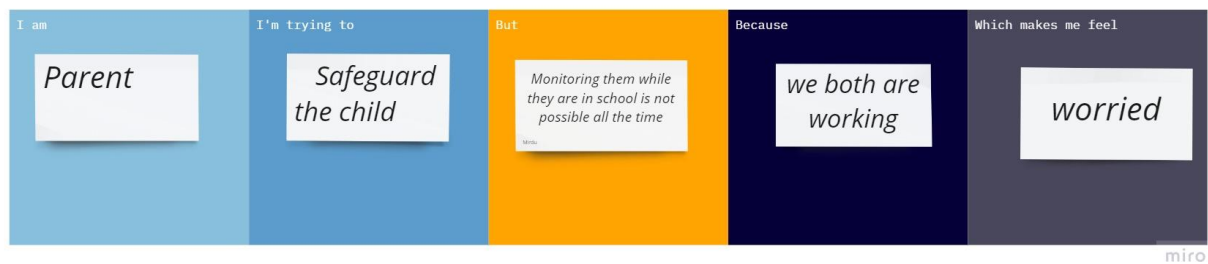 I am
Parent
I'm trying to
Safeguard
the child
But
Monitoring them while
they are in school is not
possible all the time
Because
we both are
working
Which makes me feel
worried
miro